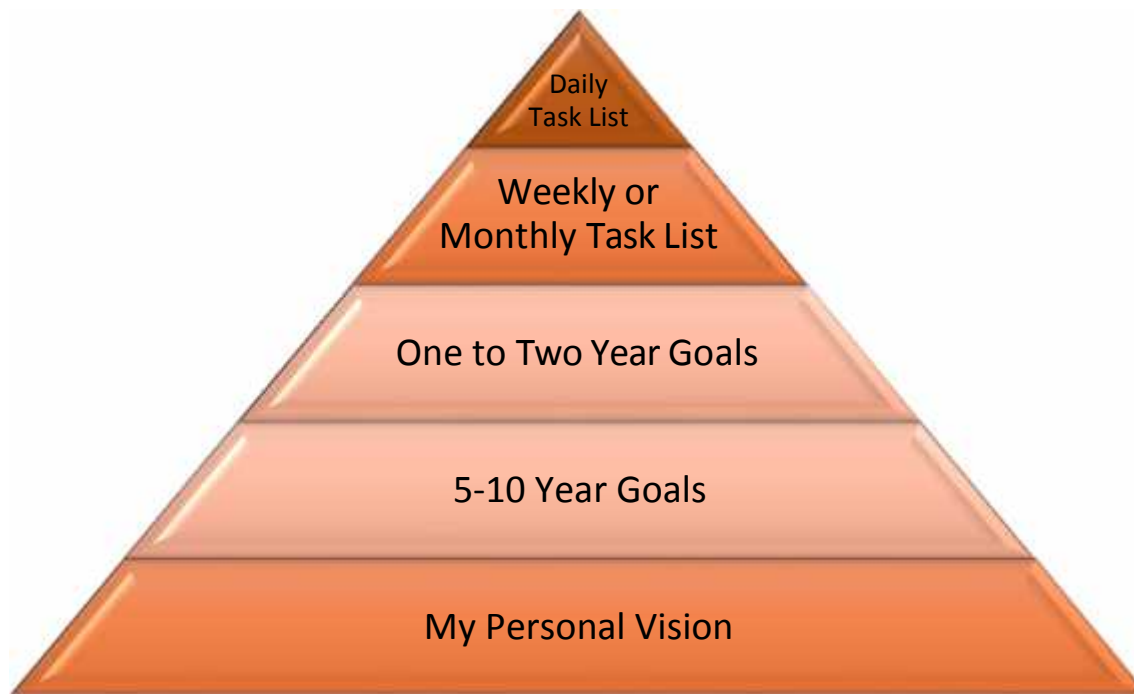 Daily
Task List
Weekly or
Monthly Task List
One to Two Year Goals
5-10 Year Goals
My Personal Vision